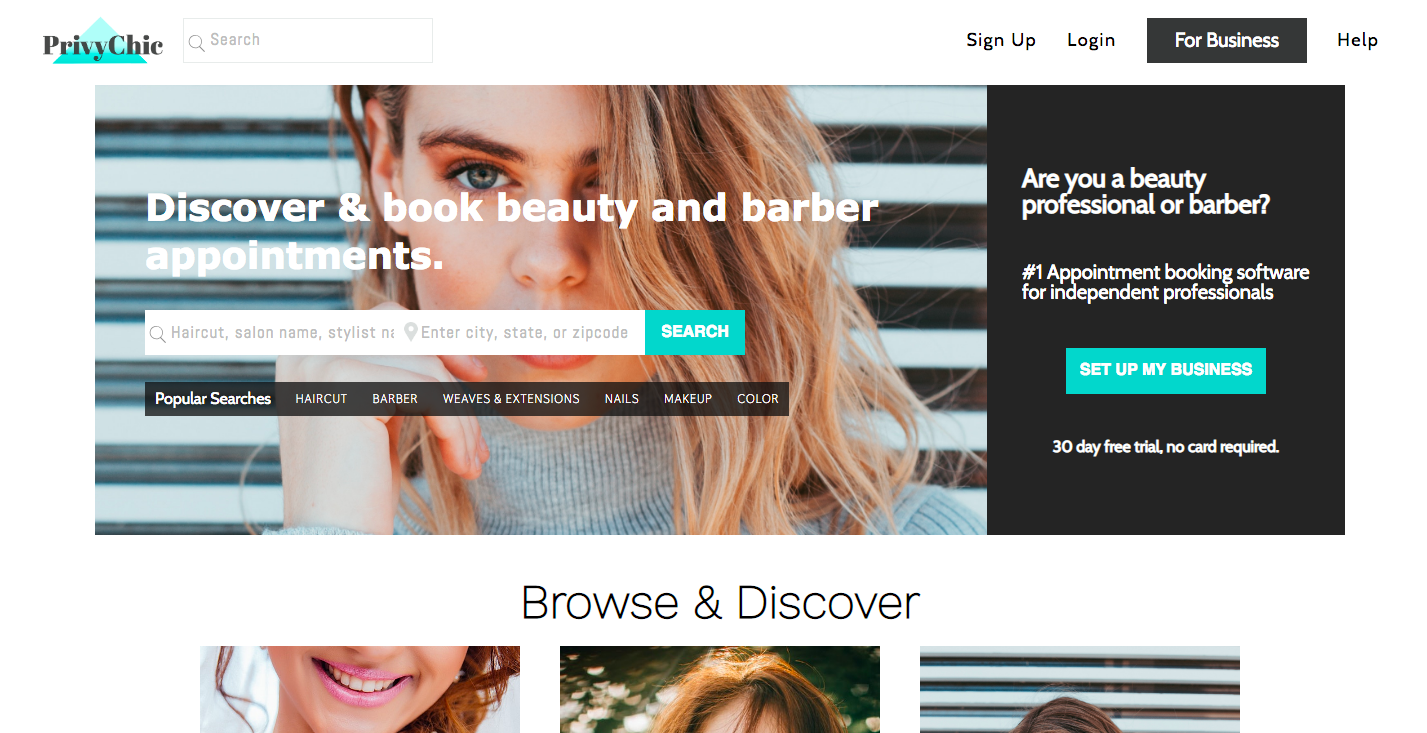 PrivyChic
Search
Sign Up
Login
For Business
Help
Discover & book beauty and barber
appointments.
Haircut, salon name, stylist na
Enter city, state, or zipcode
SEARCH
Popular Searches
HAIRCUT
BARBER
WEAVES & EXTENSIONS
NAILS
MAKEUP
COLOR
Are you a beauty
professional or barber?
#1 Appointment booking software
for independent professionals
SET UP MY BUSINESS
30 day free trial, no card required.
Browse & Discover